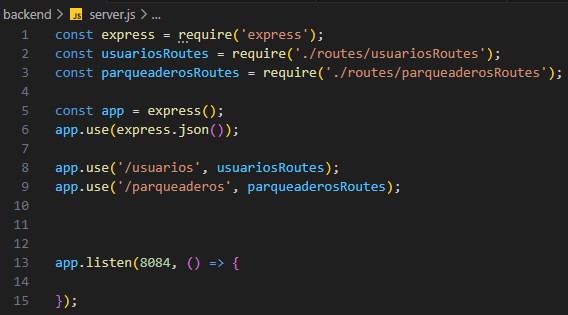 backend > JS server.js > ...
1 const express = require('express');
2 const usuariosRoutes = require('./routes/usuariosRoutes');
3 const parqueaderosRoutes = require('./routes/parqueaderosRoutes');
4
5 const app = express();
6 app.use(express.json());
7
8 app.use('/usuarios', usuariosRoutes);
9 app.use('/parqueaderos', parqueaderosRoutes);
10
11
12
13 app.listen(8084, () => {
14
15 });